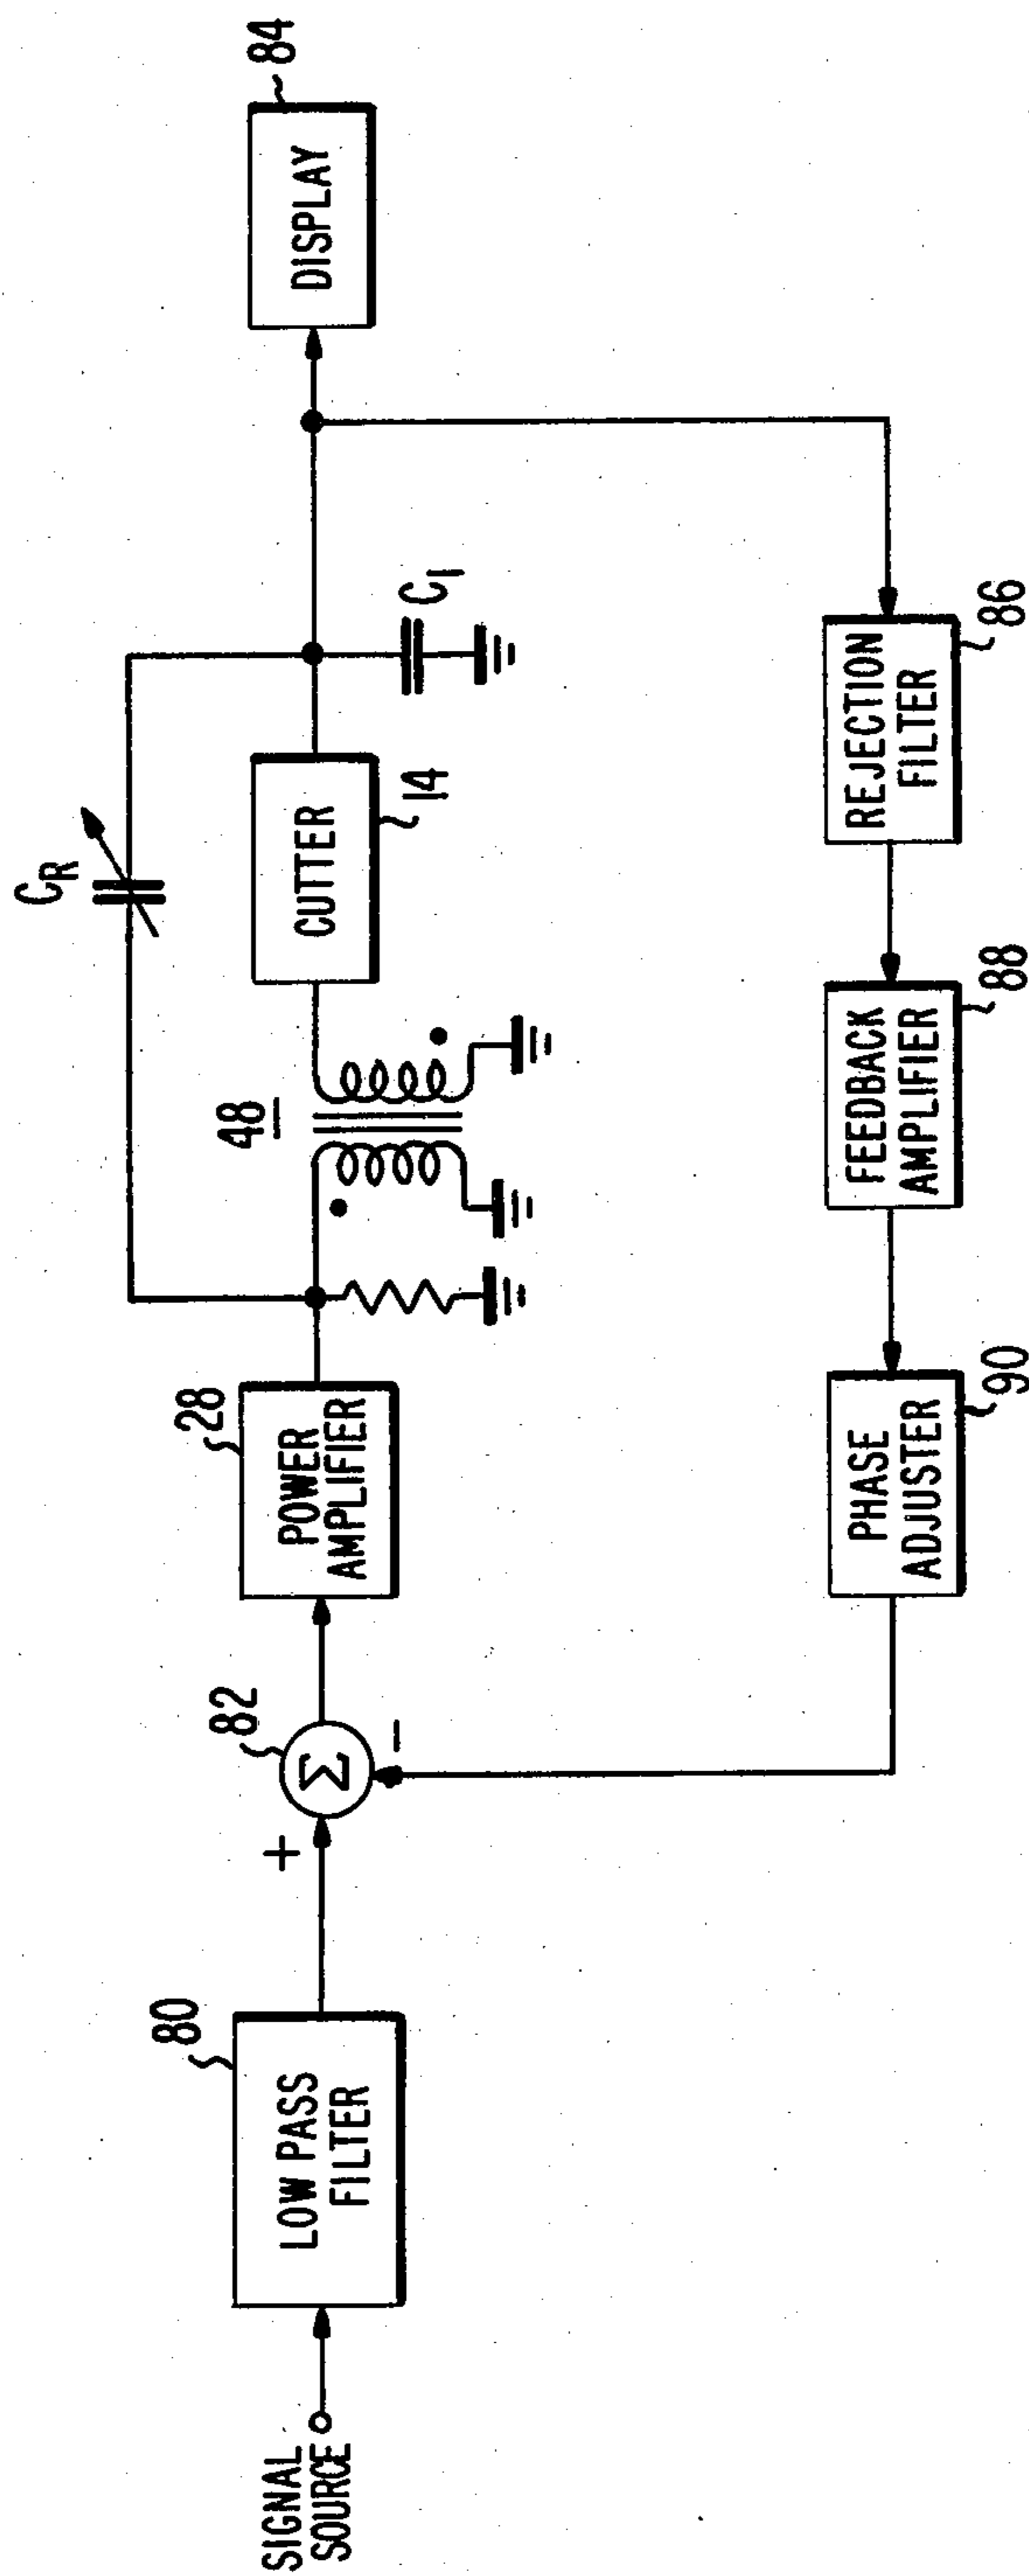 SIGNAL
SOURCE
80
LOW PASS
FILTER
+
82
Σ
−
28
POWER
AMPLIFIER
48
C_R
CUTTER
14
C_1
84
DISPLAY
REJECTION
FILTER
86
FEEDBACK
AMPLIFIER
88
PHASE
ADJUSTER
90